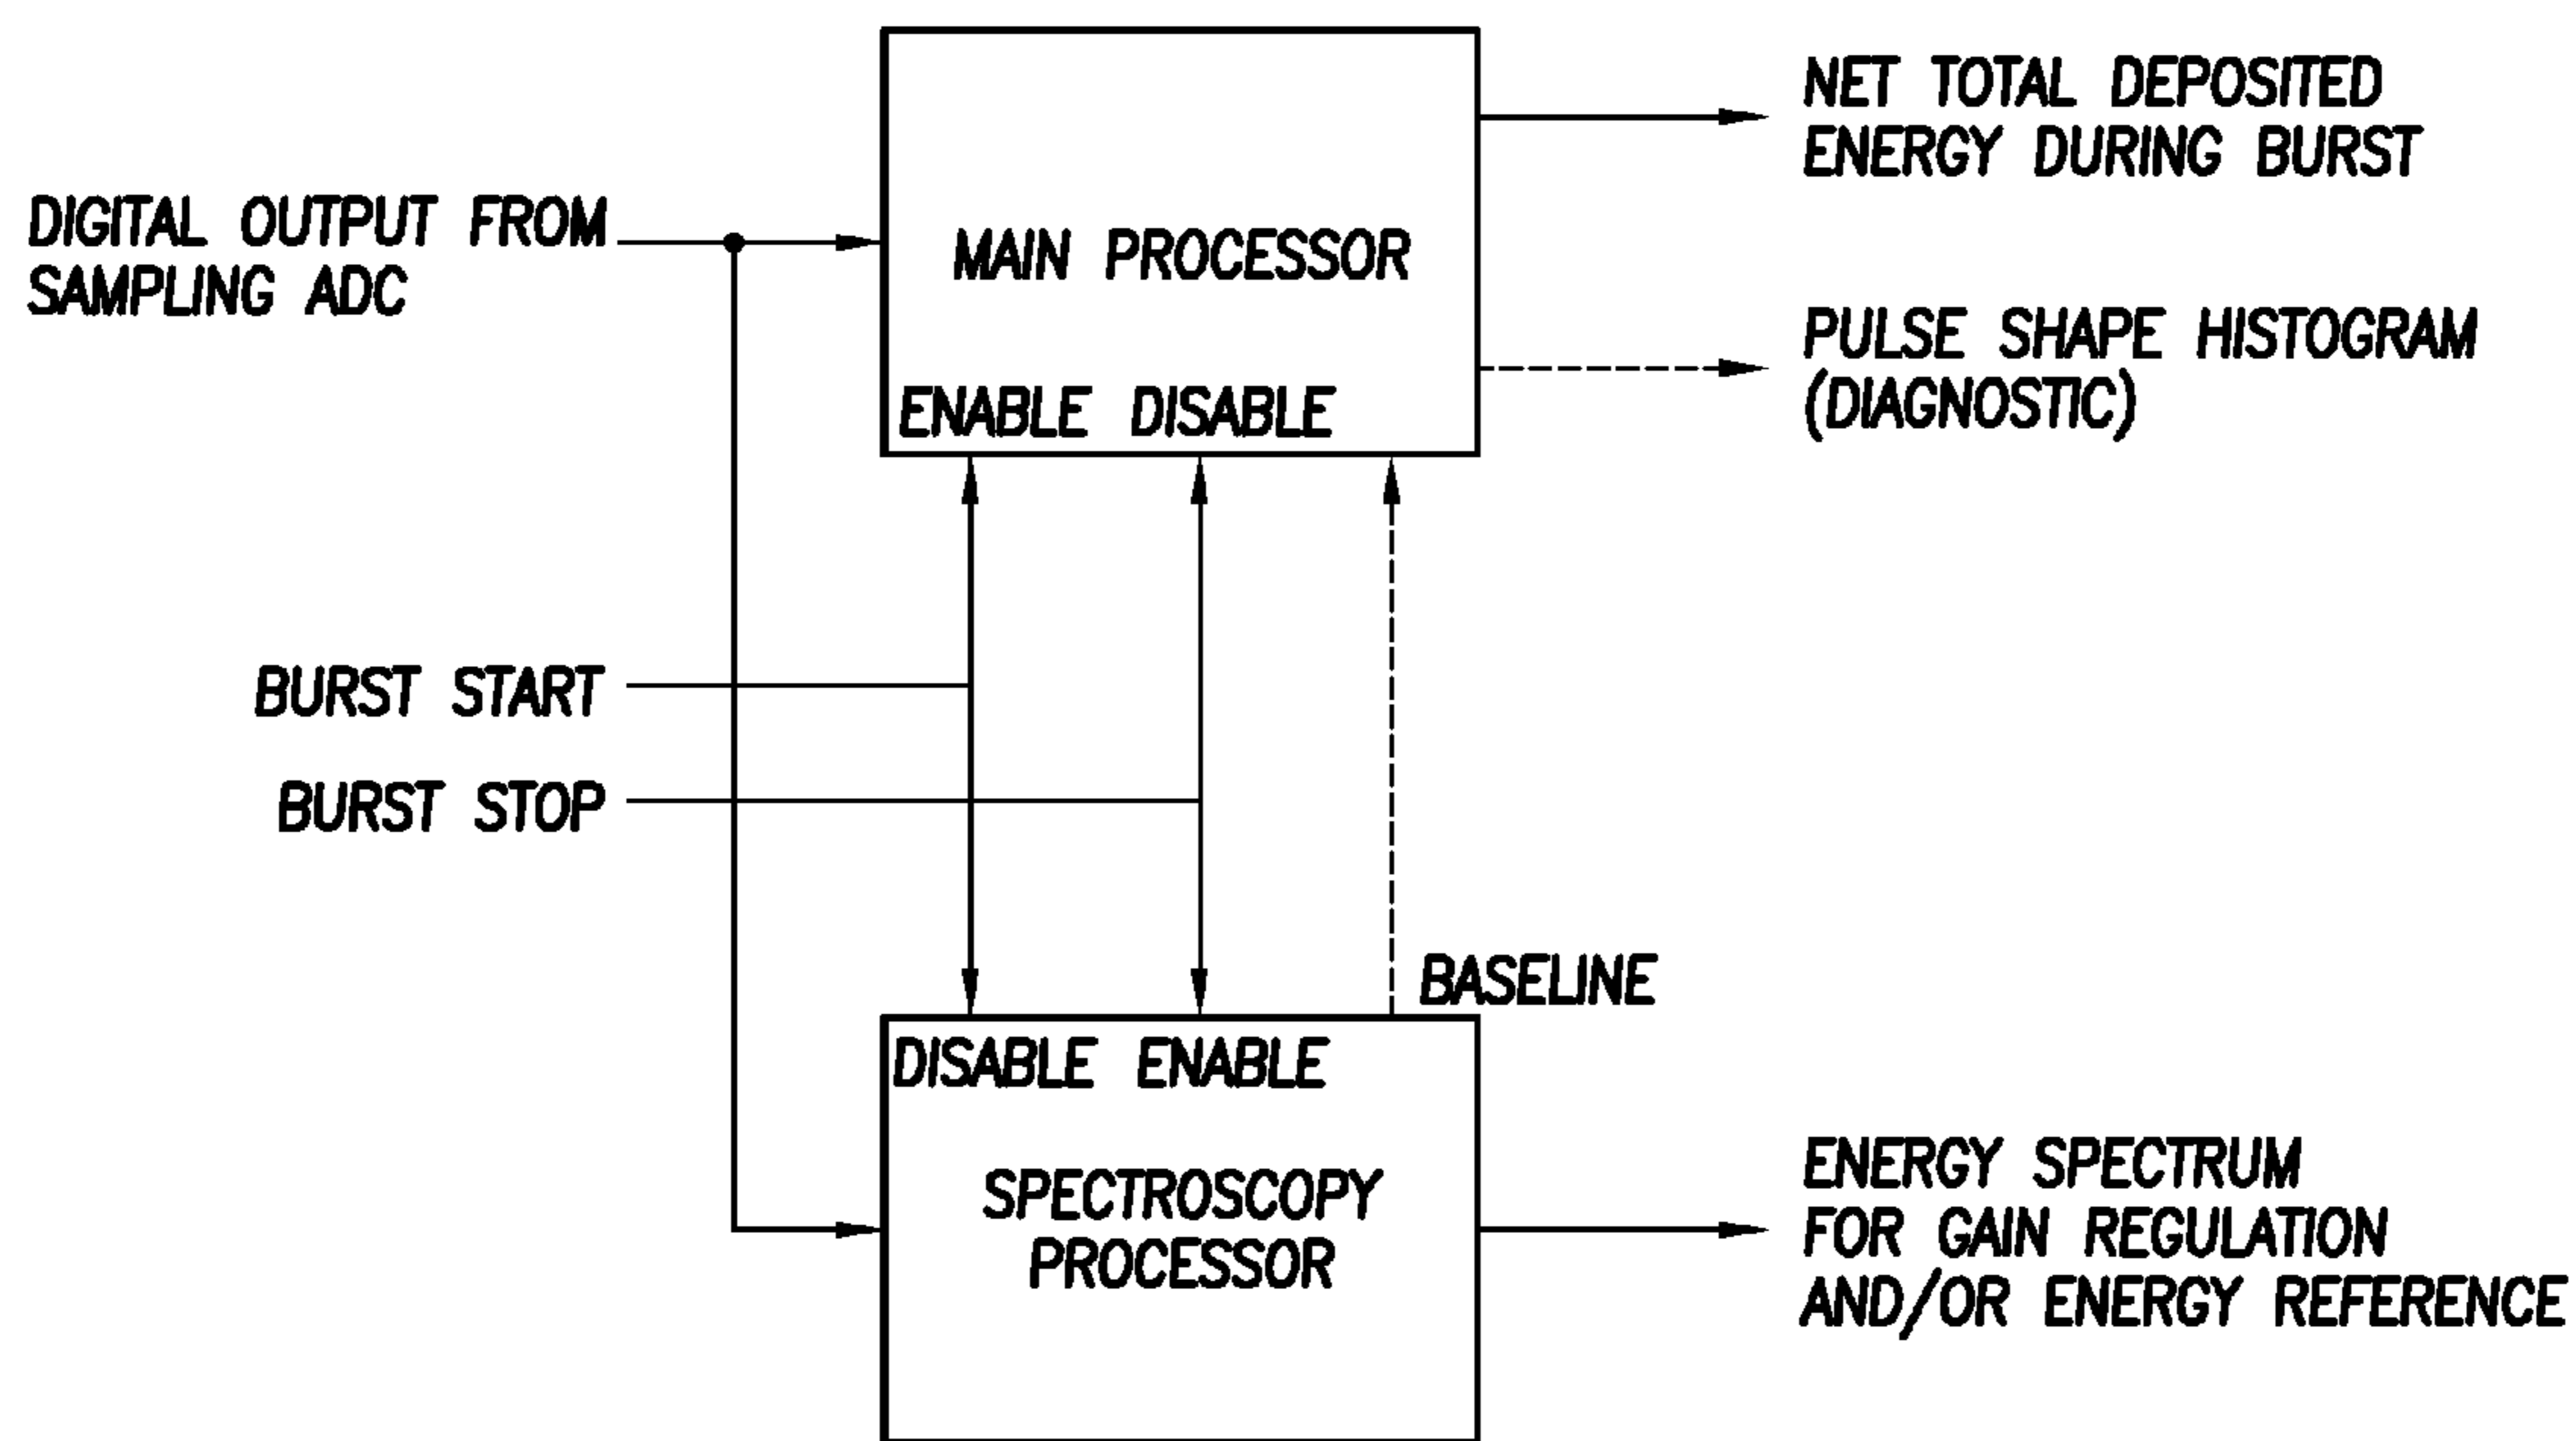 NET TOTAL DEPOSITED
ENERGY DURING BURST
DIGITAL OUTPUT FROM
SAMPLING ADC
MAIN PROCESSOR
PULSE SHAPE HISTOGRAM
(DIAGNOSTIC)
ENABLE DISABLE
BURST START
BURST STOP
BASELINE
DISABLE ENABLE
SPECTROSCOPY
PROCESSOR
ENERGY SPECTRUM
FOR GAIN REGULATION
AND/OR ENERGY REFERENCE